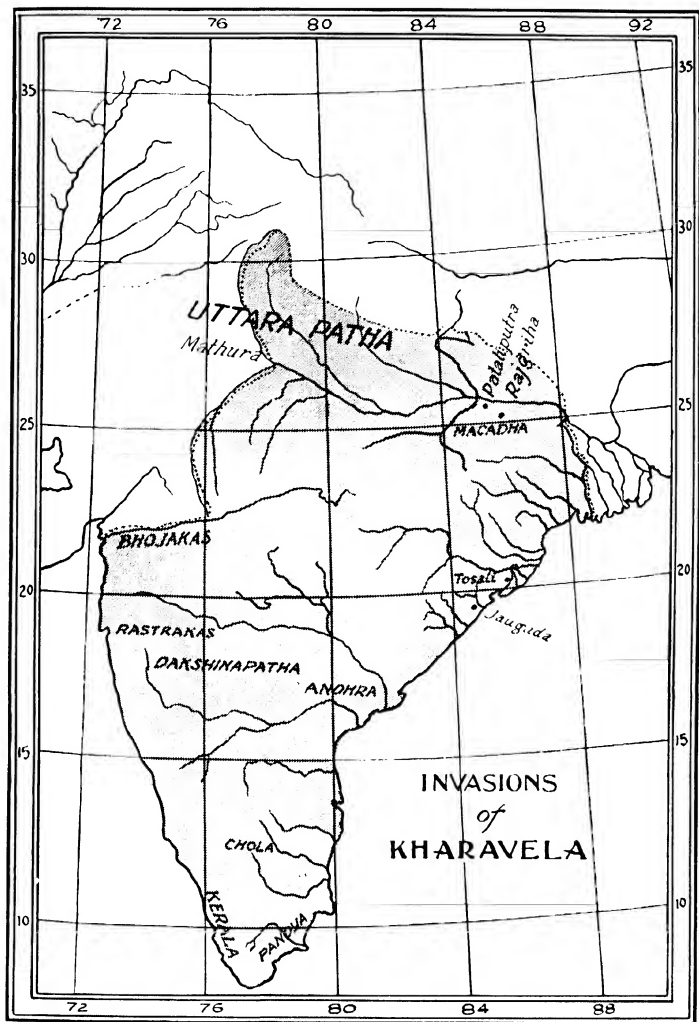 72 76 80 84 88 92
35 35
30 30
UTTARA PATHA
Mathura
Pataliputra
Rajgriha
25 25
MACADHA
BHOJAKAS
20 20
Tosali
Jaugada
RASTRAKAS
DAKSHINAPATHA
ANDHRA
15 15
INVASIONS
of
KHARAVELA
CHOLA
KERALA
PANDHA
10 10
72 76 80 84 88